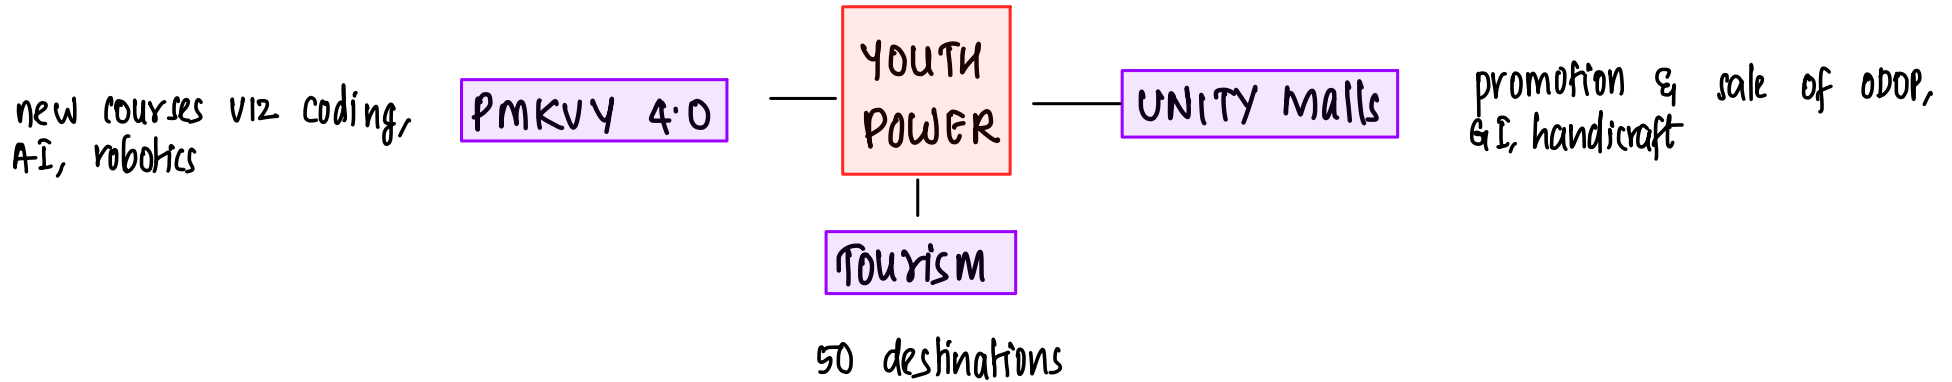 new courses viz coding,
AI, robotics
PMKVY 4.0
YOUTH
POWER
UNITY Malls
promotion & sale of ODOP,
GI, handicraft
Tourism
50 destinations